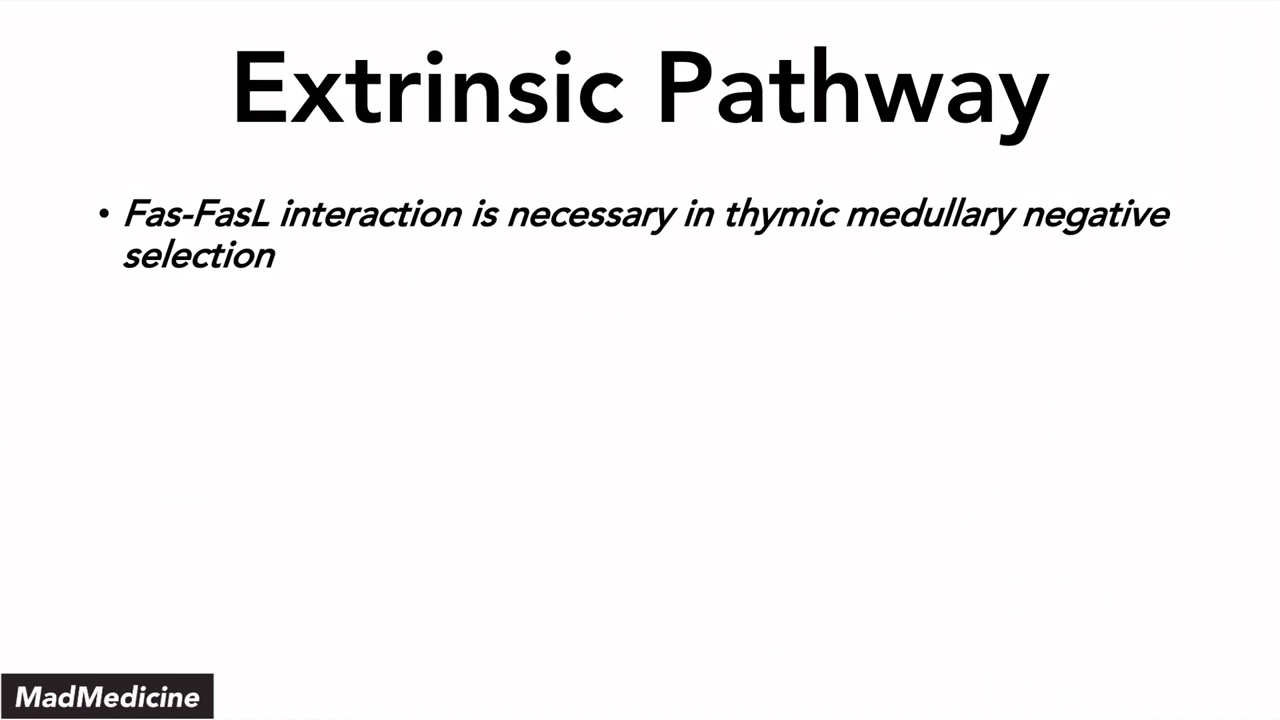 Extrinsic Pathway
• Fas-FasL interaction is necessary in thymic medullary negative
selection
MadMedicine